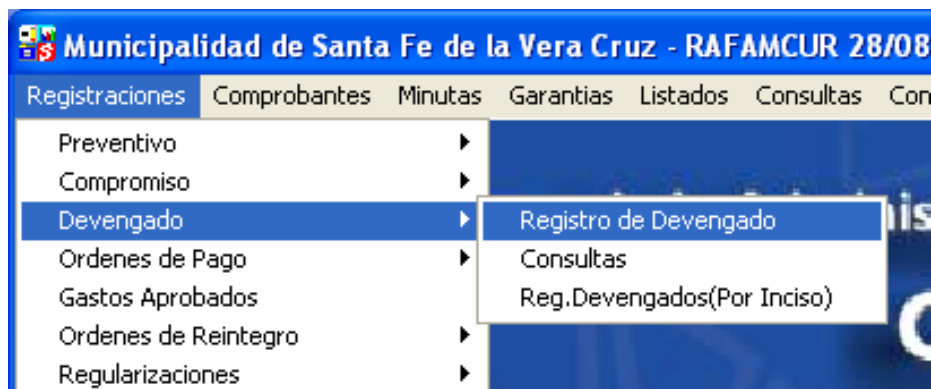 Municipalidad de Santa Fe de la Vera Cruz - RAFAMCUR 28/08
Registraciones Comprobantes Minutas Garantias Listados Consultas Con
Preventivo
Compromiso
Devengado
Registro de Devengado
Ordenes de Pago
Consultas
Gastos Aprobados
Reg.Devengados(Por Inciso)
Ordenes de Reintegro
Regularizaciones